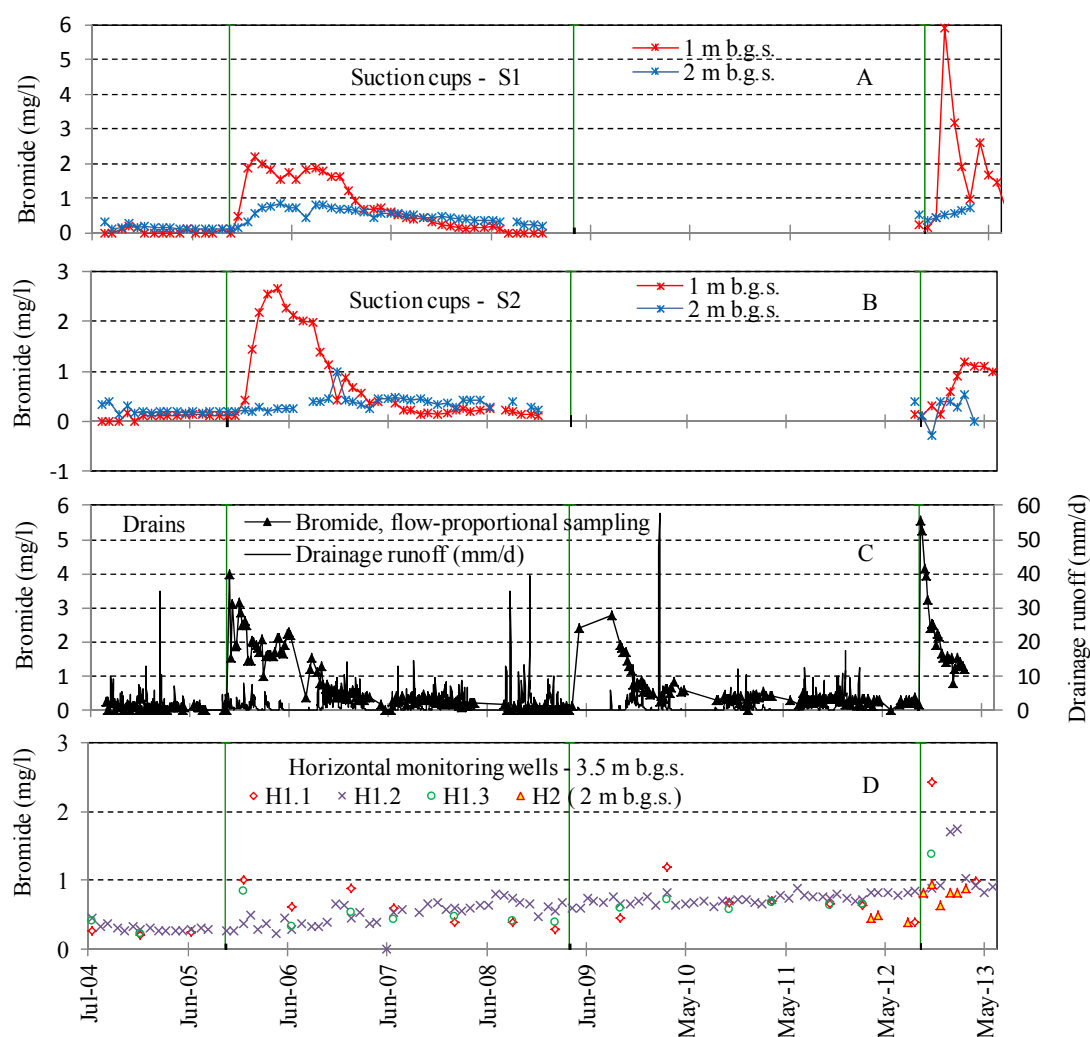 6
5
4
3
2
1
0
Bromide (mg/l)
Suction cups - S1
1 m b.g.s.
2 m b.g.s.
A
3
2
1
0
-1
Bromide (mg/l)
Suction cups - S2
1 m b.g.s.
2 m b.g.s.
B
6
5
4
3
2
1
0
Bromide (mg/l)
Drains
Bromide, flow-proportional sampling
Drainage runoff (mm/d)
C
60
50
40
30
20
10
0
Drainage runoff (mm/d)
3
2
1
0
Bromide (mg/l)
Horizontal monitoring wells - 3.5 m b.g.s.
H1.1 H1.2 H1.3 H2 ( 2 m b.g.s.)
D
Jul-04 Jun-05 Jun-06 Jun-07 Jun-08 Jun-09 May-10 May-11 May-12 May-13